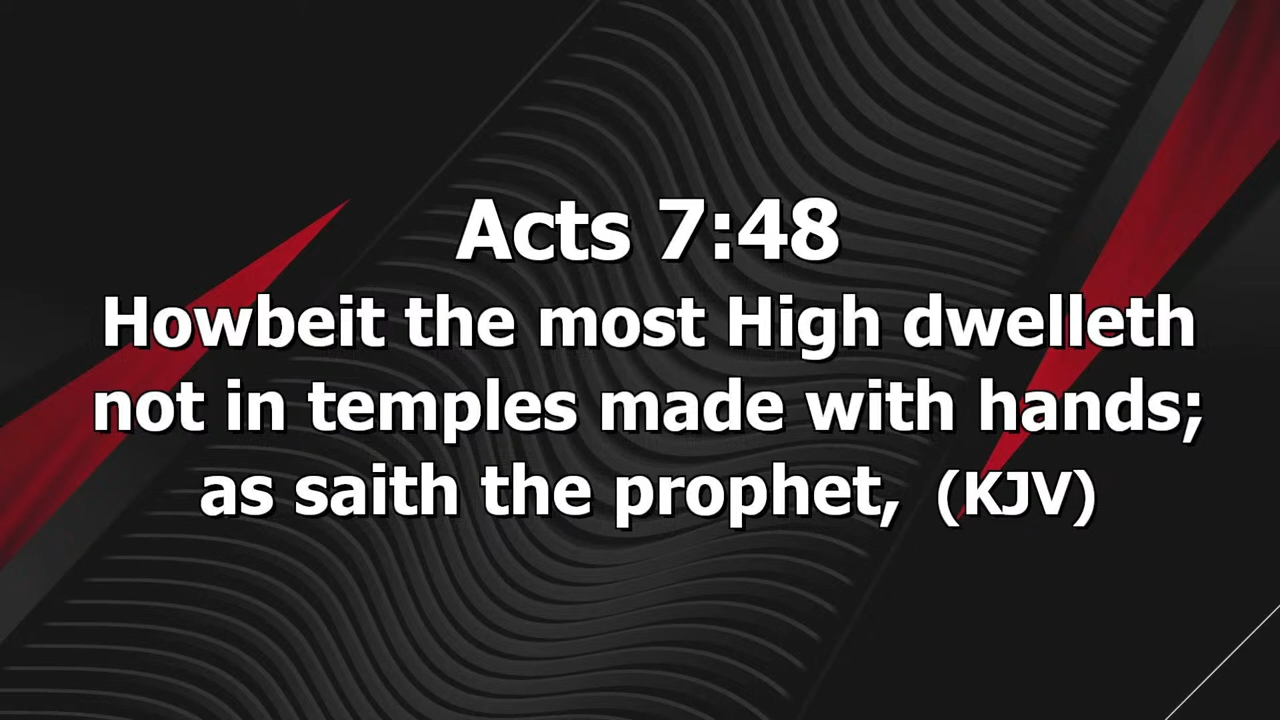 Acts 7:48
Howbeit the most High dwelleth
not in temples made with hands;
as saith the prophet, (KJV)